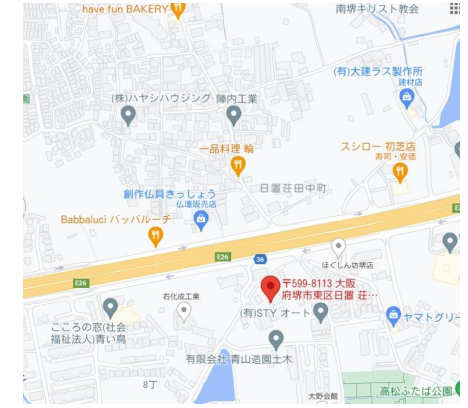 have fun BAKERY
南堺キリスト教会
(有)大建ラス製作所
建材店
(株)ハヤシハウジング
陣内工業
一品料理 輪
スシロー 初芝店
寿司・安価
日置荘田中町
創作仏具きっしょう
仏壇販売店
Babbaluci バッバルーチ
E26
E26
36
ほぐしん坊堺店
〒599-8113 大阪
府堺市東区日置 荘…
石化成工業
(有)STY オート
こころの窓(社会
福祉法人)青い鳥
ヤマトグリー
有限会社 青山造園土木
8丁
高松ふたば公園
大野会館